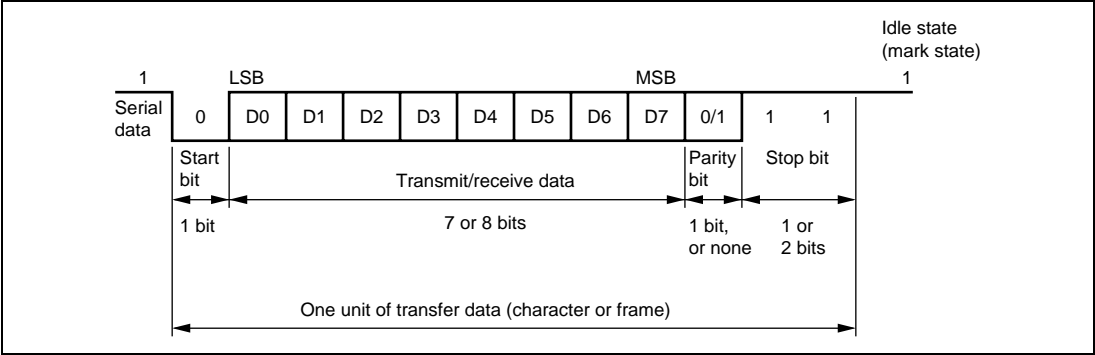 Idle state
(mark state)
1 LSB MSB 1
Serial
data
0 D0 D1 D2 D3 D4 D5 D6 D7 0/1 1 1
Start
bit
Transmit/receive data
Parity
bit
Stop bit
1 bit
7 or 8 bits
1 bit,
or none
1 or
2 bits
One unit of transfer data (character or frame)